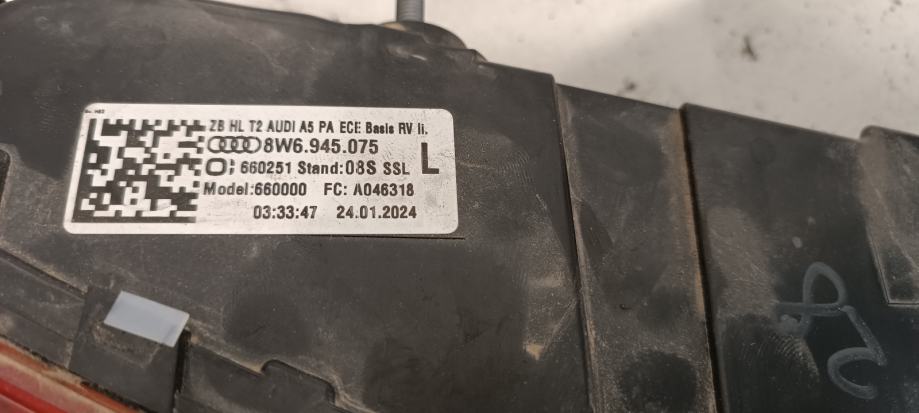 ZB HL T2 AUDI A5 PA ECE Basis RV li.
8W6.945.075
660251 Stand:08S SSL L
Model:660000 FC: A046318
03:33:47 24.01.2024